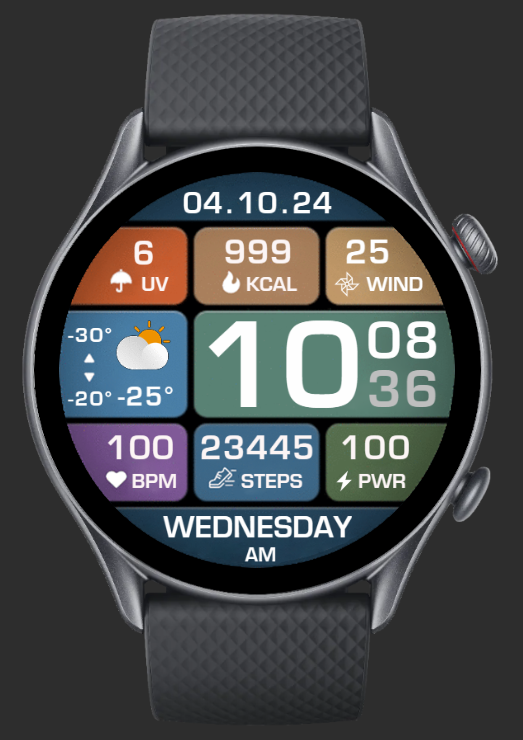 04.10.24
6 999 25
UV KCAL WIND
-30°
-20° -25°
10 08
36
100 23445 100
BPM STEPS PWR
WEDNESDAY
AM